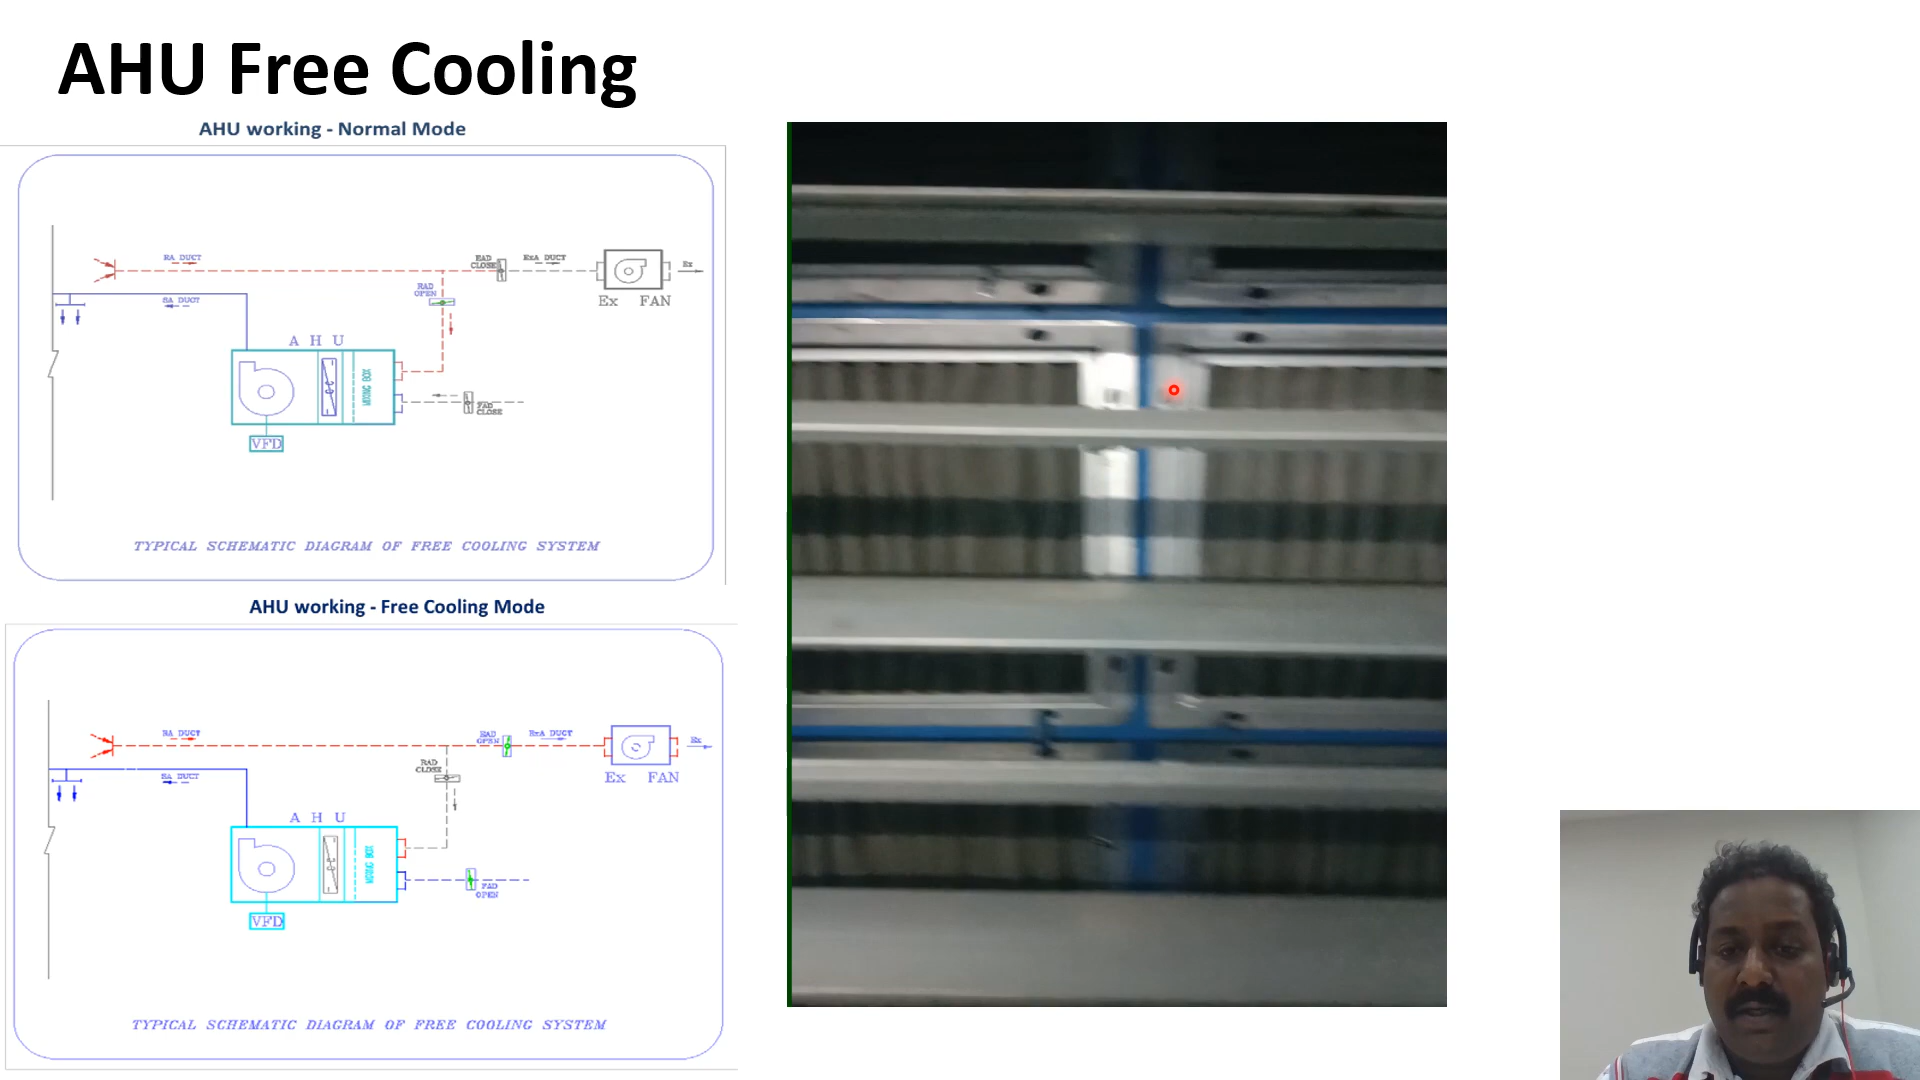 AHU Free Cooling
AHU working - Normal Mode
RA DUCT
EAD
CLOSE
ExA DUCT
Ex
RAD
OPEN
SA DUCT
Ex FAN
A H U
MIXING BOX
FAD
CLOSE
VFD
TYPICAL SCHEMATIC DIAGRAM OF FREE COOLING SYSTEM
AHU working - Free Cooling Mode
RA DUCT
OPEN
ExA DUCT
Ex
RAD
CLOSE
SA DUCT
Ex FAN
A H U
MIXING BOX
FAD
OPEN
VFD
TYPICAL SCHEMATIC DIAGRAM OF FREE COOLING SYSTEM